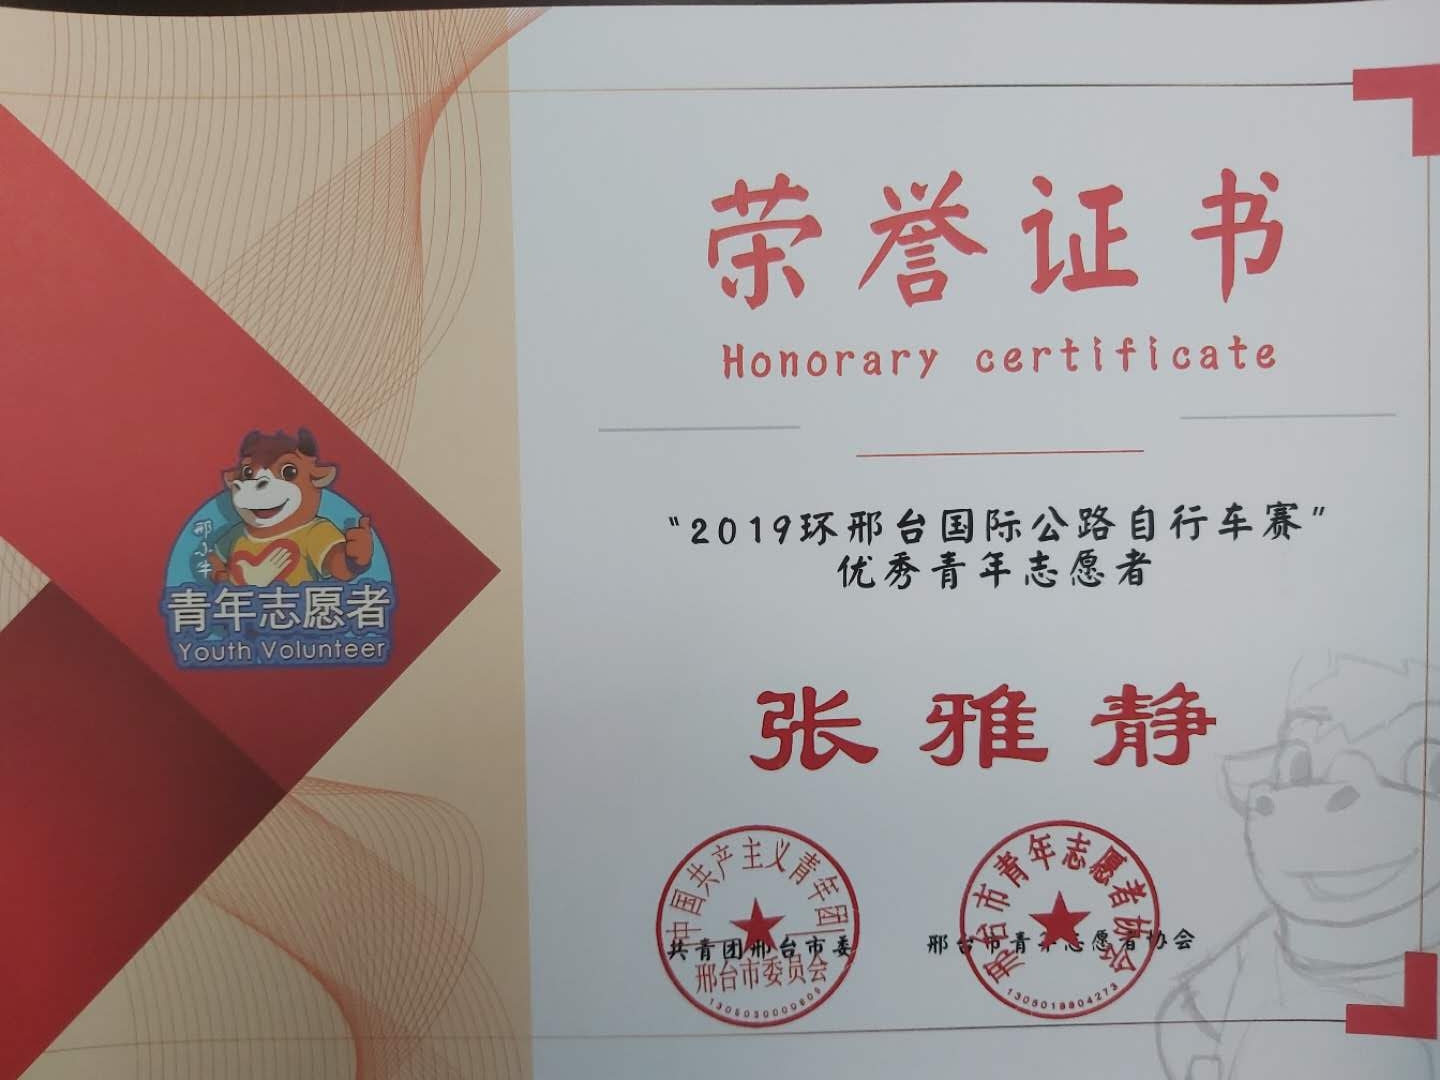 荣誉证书
Honorary certificate
“2019环邢台国际公路自行车赛”
优秀青年志愿者
张雅静
邢小牛
青年志愿者
Youth Volunteer
中国共产主义青年团
邢台市委员会
共青团邢台市委
邢台市青年志愿者协会
邢台市青年志愿者协会
1305018804273